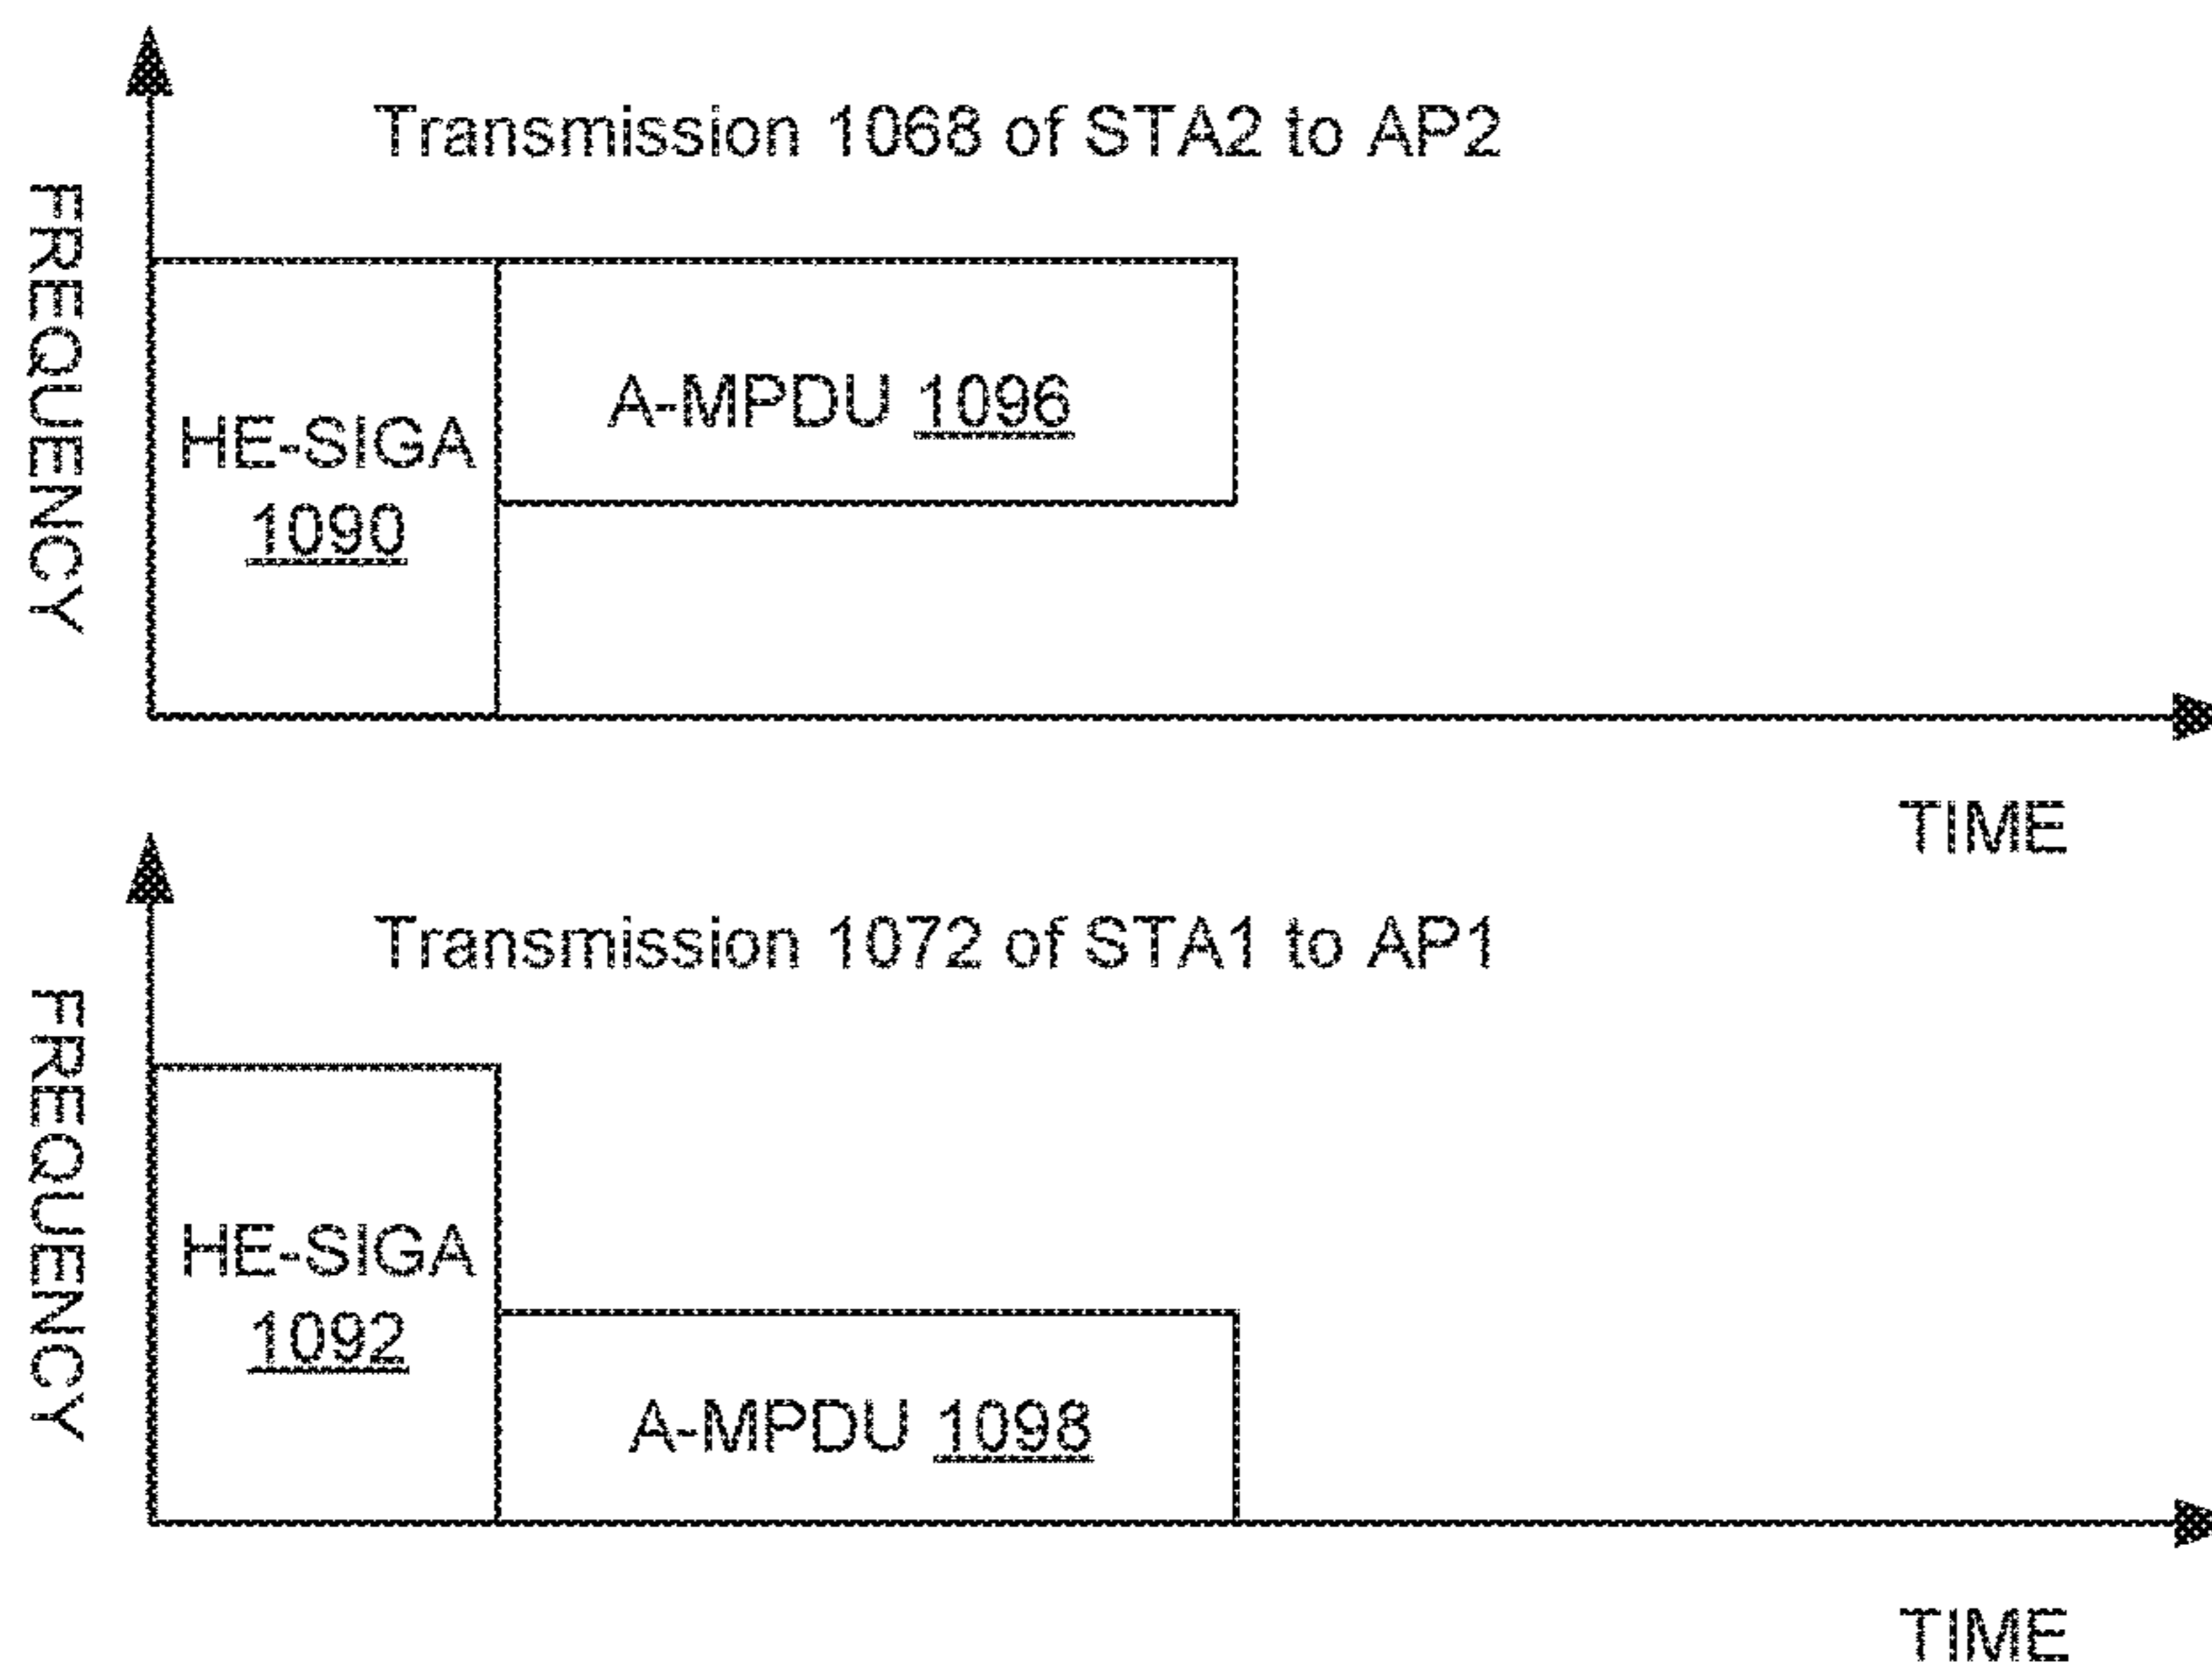 Transmission 1068 of STA2 to AP2
FREQUENCY
A-MPDU 1096
HE-SIGA
1090
TIME
Transmission 1072 of STA1 to AP1
FREQUENCY
HE-SIGA
1092
A-MPDU 1098
TIME